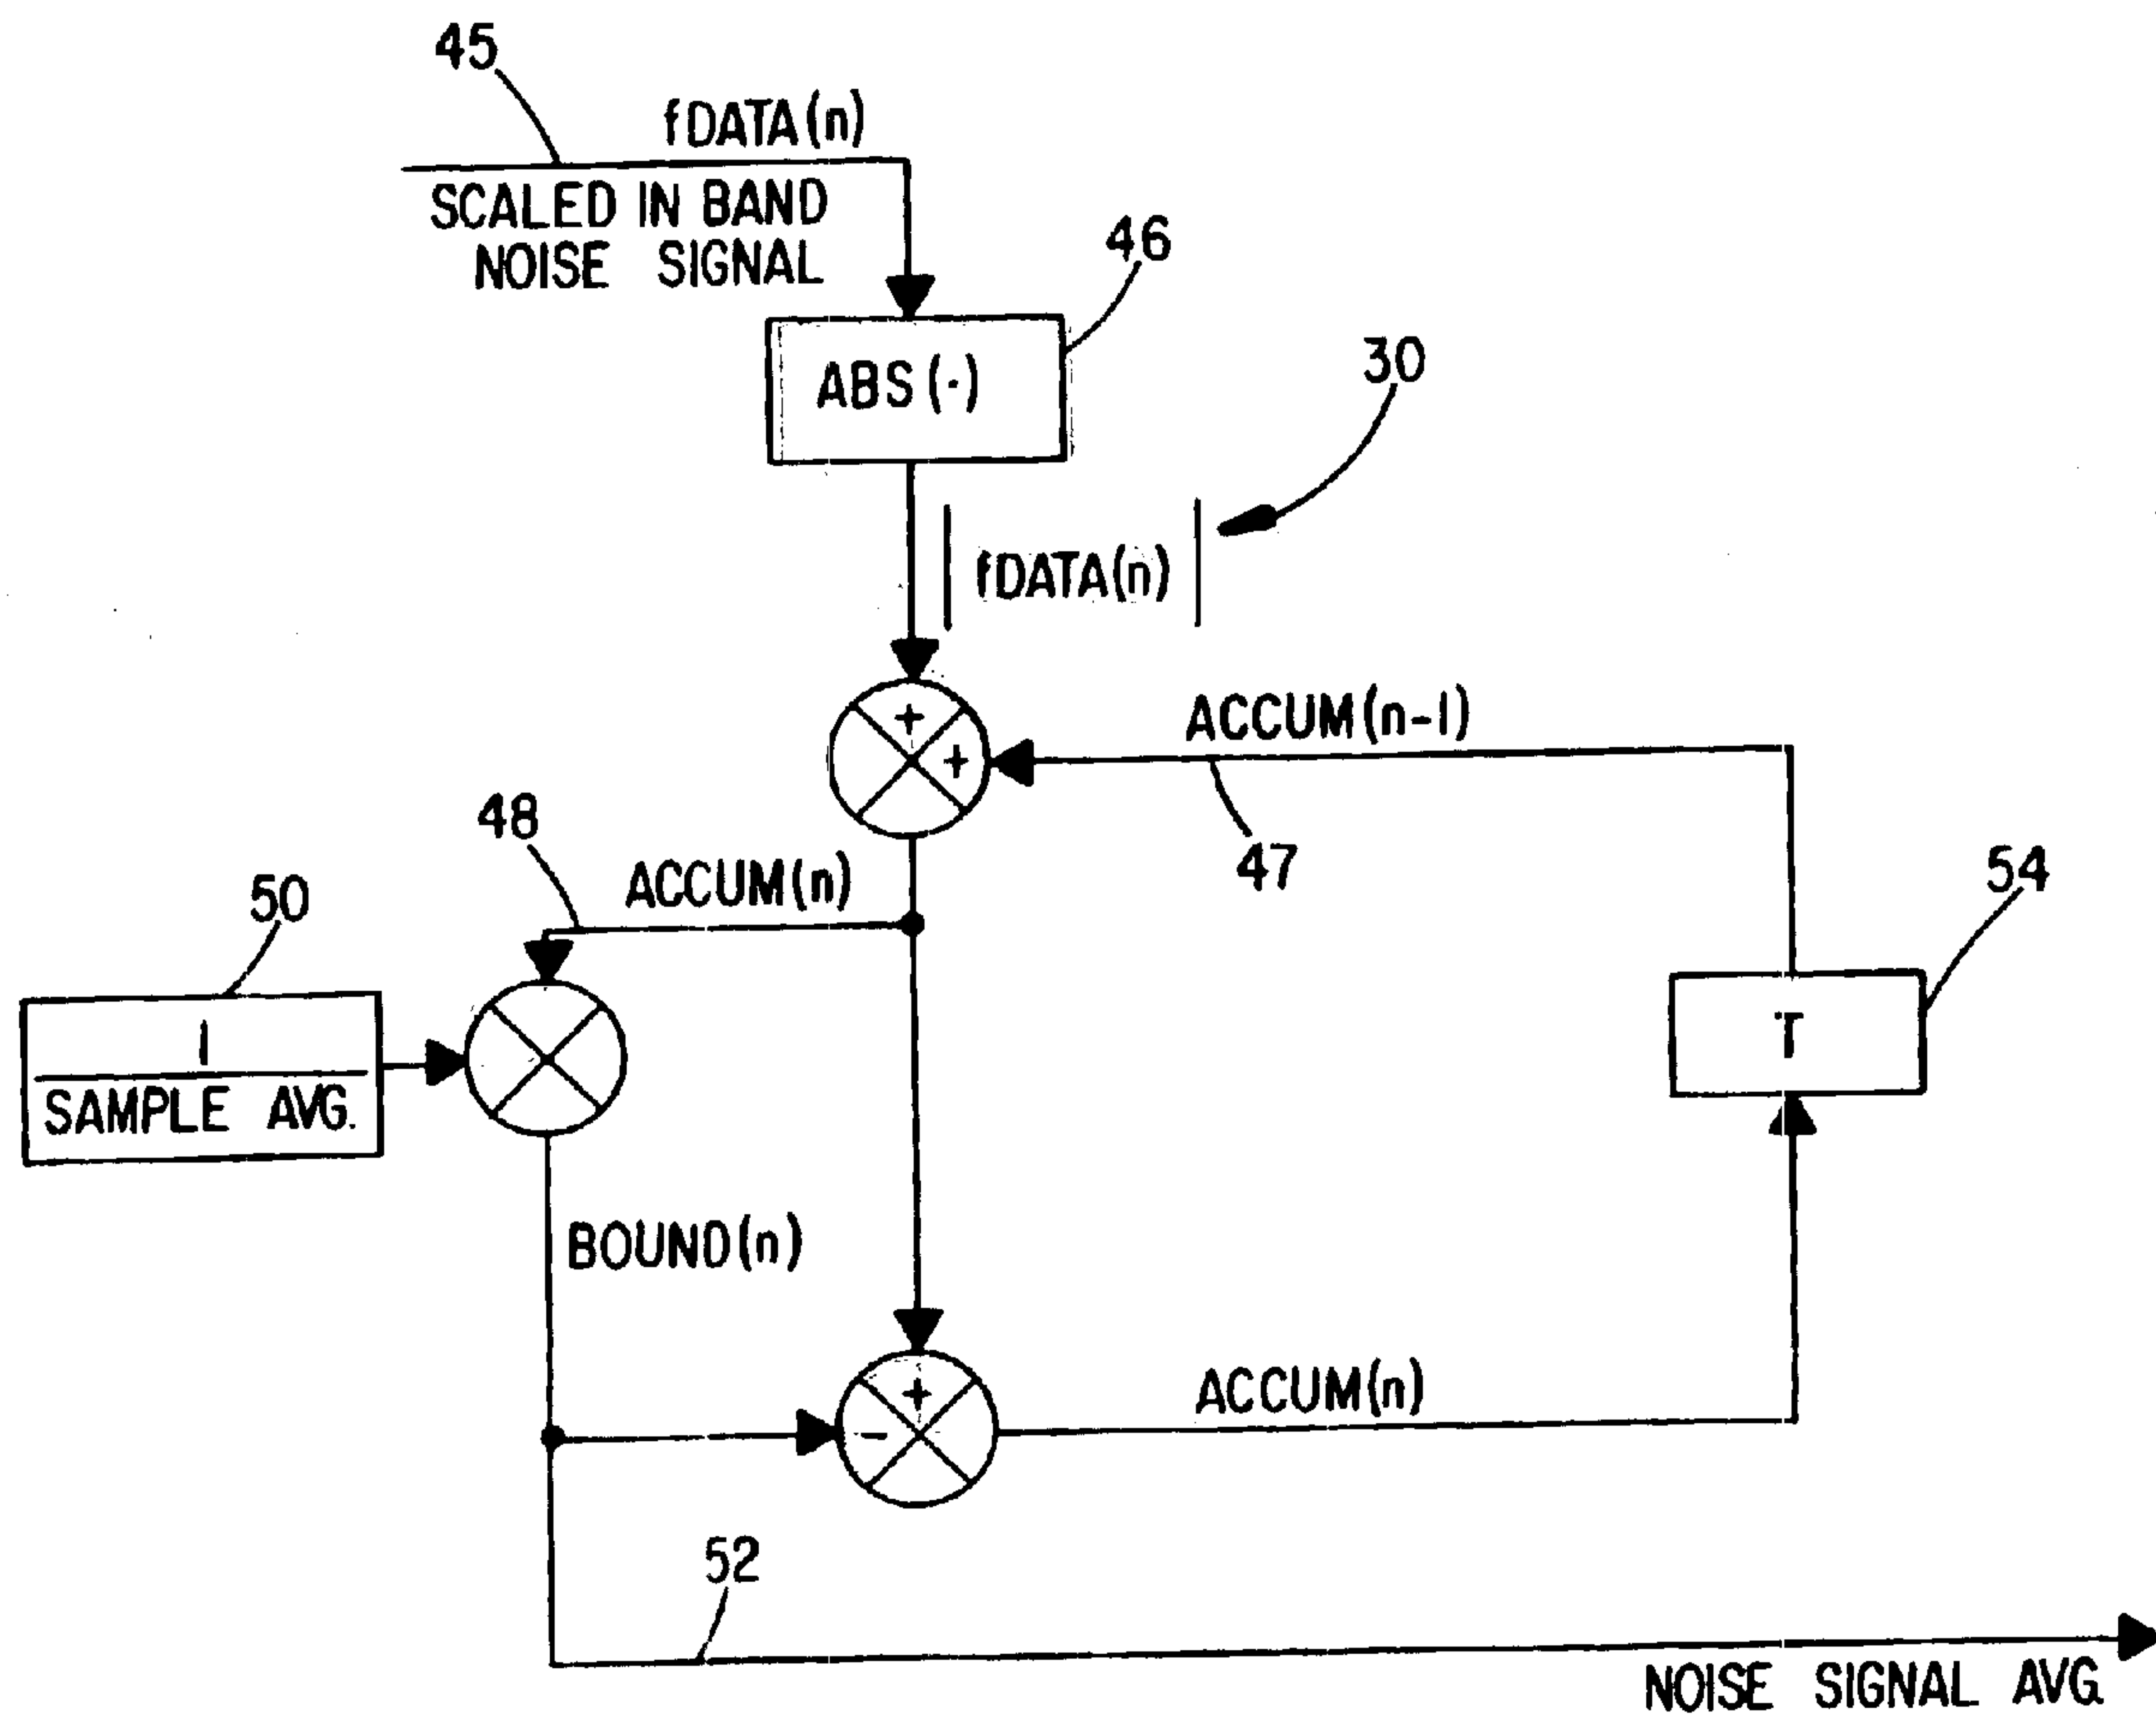 45
fDATA(n)
SCALED IN BAND
NOISE SIGNAL
46
ABS(·)
30
|fDATA(n)|
+
+
ACCUM(n-1)
47
48
ACCUM(n)
50
54
1
SAMPLE AVG.
T
BOUND(n)
+
-
ACCUM(n)
52
NOISE SIGNAL AVG